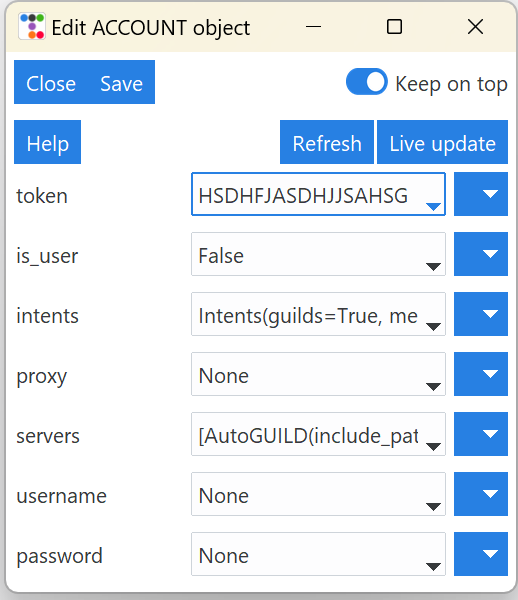 Edit ACCOUNT object
Close Save Keep on top
Help Refresh Live update
token HSDHFJASDHJJSAHSG
is_user False
intents Intents(guilds=True, me
proxy None
servers [AutoGUILD(include_pat
username None
password None